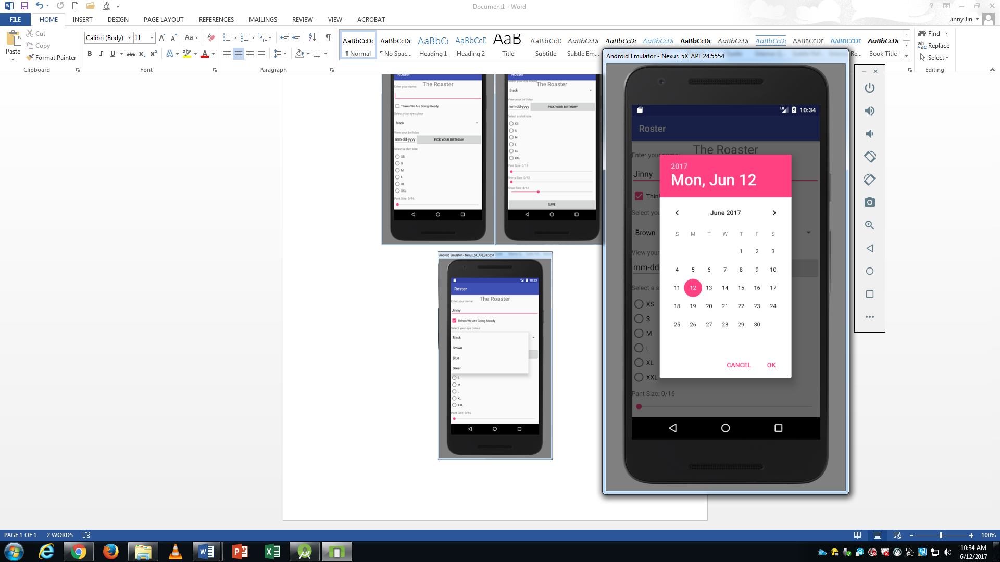 Document1 - Word
FILE HOME INSERT DESIGN PAGE LAYOUT REFERENCES MAILINGS REVIEW VIEW ACROBAT
Jinny Jin
Paste
Cut
Copy
Format Painter
Clipboard
Calibri (Body) 11
Font
Paragraph
AaBbCcDc AaBbCcDc AaBbCc AaBbCcD AaBl AaBbCcD AaBbCcDc AaBbCcDc AaBbCcDc AaBbCcDc AaBbCcDc AaBbCcDc AABBCCDE AABBCCDE AaBbCcDc
¶ Normal ¶ No Spac... Heading 1 Heading 2 Title Subtitle Subtle Em... Re... Book Title
Find
Replace
Select
Editing
Roster
The Roaster
Enter your name:
Thinks We Are Going Steady
Select your eye colour
Black
View your birthday
mm-dd-yyyy PICK YOUR BIRTHDAY
Select a shirt size
XS
S
M
L
XL
XXL
Pant Size: 0/16
Roster
Select your eye colour
The Roaster
Black
View your birthday
mm-dd-yyyy PICK YOUR BIRTHDAY
Select a shirt size
XS
S
M
L
XL
XXL
Pant Size: 0/16
Shirts Size: 0/12
Shoe Size: 4/12
SAVE
Android Emulator - Nexus_5X_API_24:5554
10:33
Roster
The Roaster
Enter your name:
Jinny
Thinks We Are Going Steady
Select your eye colour
Black
Brown
Blue
Green
S
M
L
XL
XXL
Pant Size: 0/16
Android Emulator - Nexus_5X_API_24:5554
LTE 10:34
Roster
The Roaster
Enter your name:
Jinny
Thin
Select you
Brown
View your
mm-dd
Select a s
XS
S
M
L
XL
XXL
Pant Size: 0/16
2017
Mon, Jun 12
June 2017
S M T W T F S
1 2 3
4 5 6 7 8 9 10
11 12 13 14 15 16 17
18 19 20 21 22 23 24
25 26 27 28 29 30
CANCEL OK
PAGE 1 OF 1 2 WORDS
100%
10:34 AM
6/12/2017